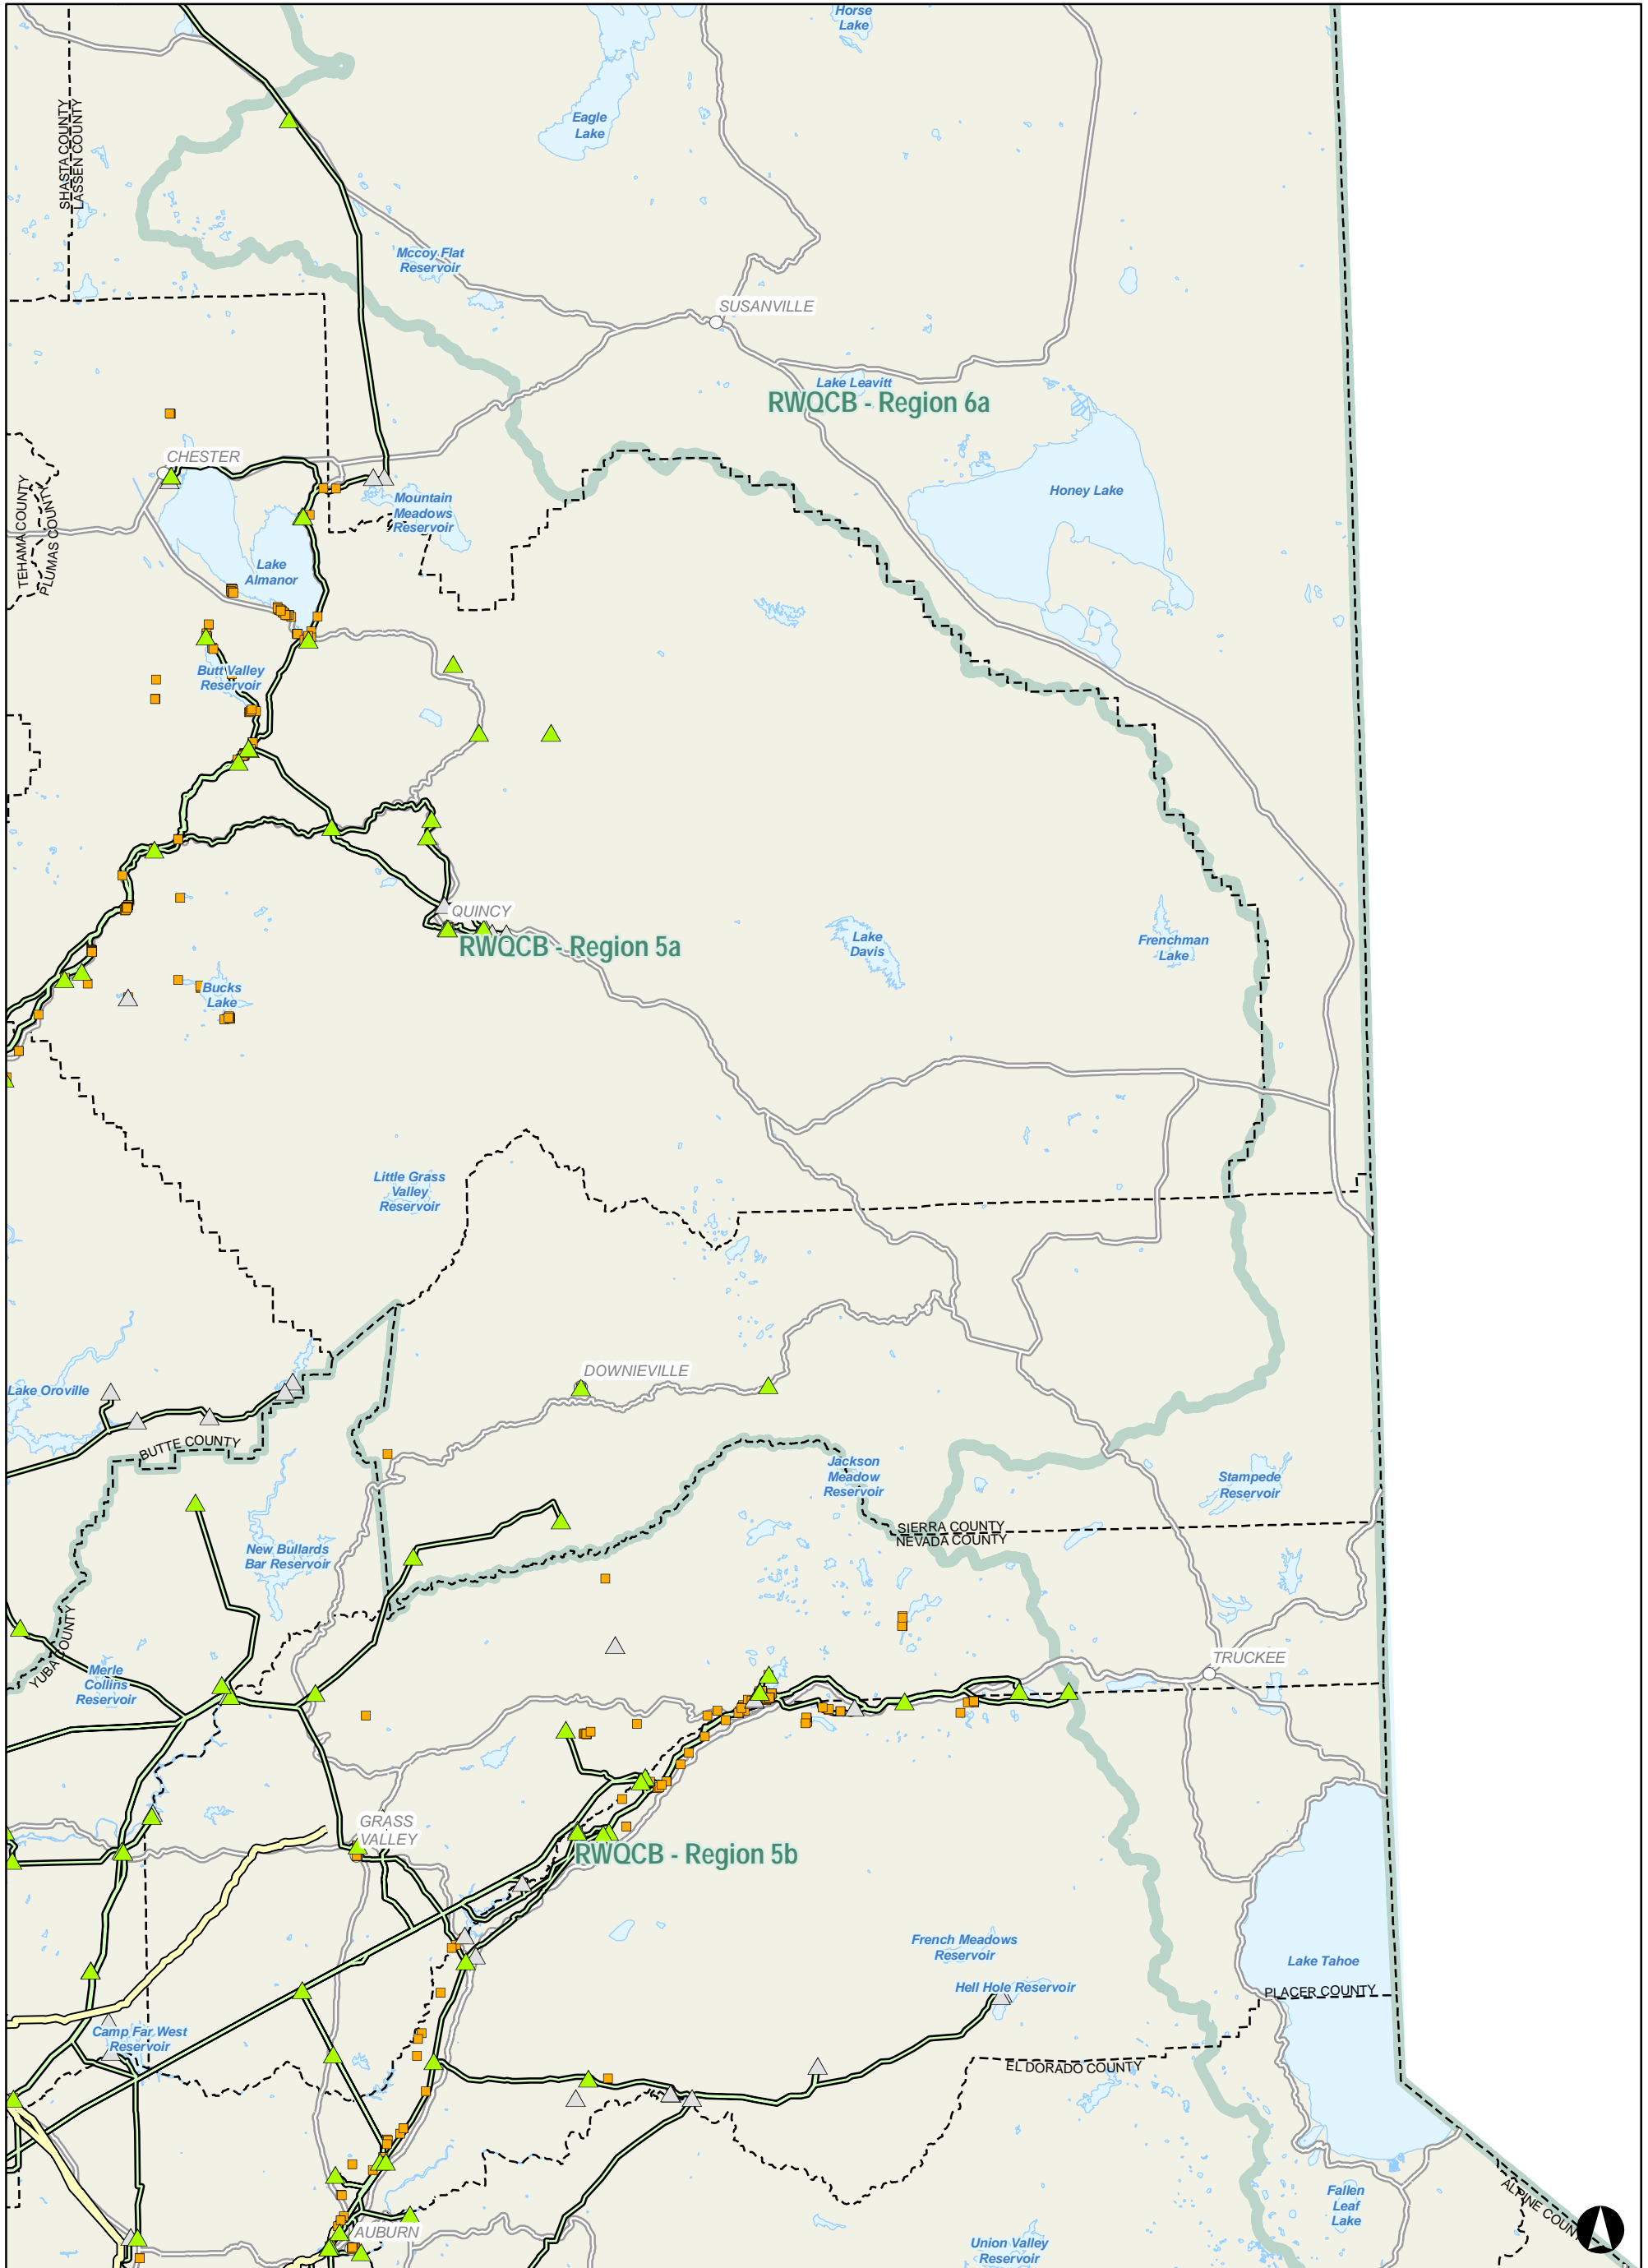 Horse
Lake
SHASTA COUNTY
LASSEN COUNTY
Eagle
Lake
Mccoy Flat
Reservoir
SUSANVILLE
Lake Leavitt
RWQCB - Region 6a
CHESTER
TEHAMA COUNTY
PLUMAS COUNTY
Mountain
Meadows
Reservoir
Honey Lake
Lake
Almanor
Butt Valley
Reservoir
QUINCY
RWQCB - Region 5a
Lake
Davis
Frenchman
Lake
Bucks
Lake
Little Grass
Valley
Reservoir
DOWNIEVILLE
Lake Oroville
BUTTE COUNTY
Jackson
Meadow
Reservoir
Stampede
Reservoir
SIERRA COUNTY
NEVADA COUNTY
New Bullards
Bar Reservoir
YUBA COUNTY
Merle
Collins
Reservoir
TRUCKEE
GRASS
VALLEY
RWQCB - Region 5b
French Meadows
Reservoir
Lake Tahoe
Hell Hole Reservoir
PLACER COUNTY
Camp Far West
Reservoir
EL DORADO COUNTY
Fallen
Leaf
Lake
ALPINE COUN
AUBURN
Union Valley
Reservoir